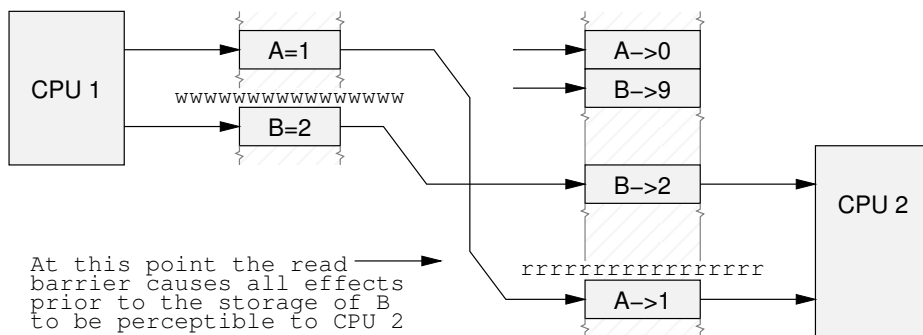 CPU 1
A=1
wwwwwwwwwwwwwwww
B=2
A−>0
B−>9
B−>2
CPU 2
At this point the read
barrier causes all effects
prior to the storage of B
to be perceptible to CPU 2
rrrrrrrrrrrrrrrrr
A−>1